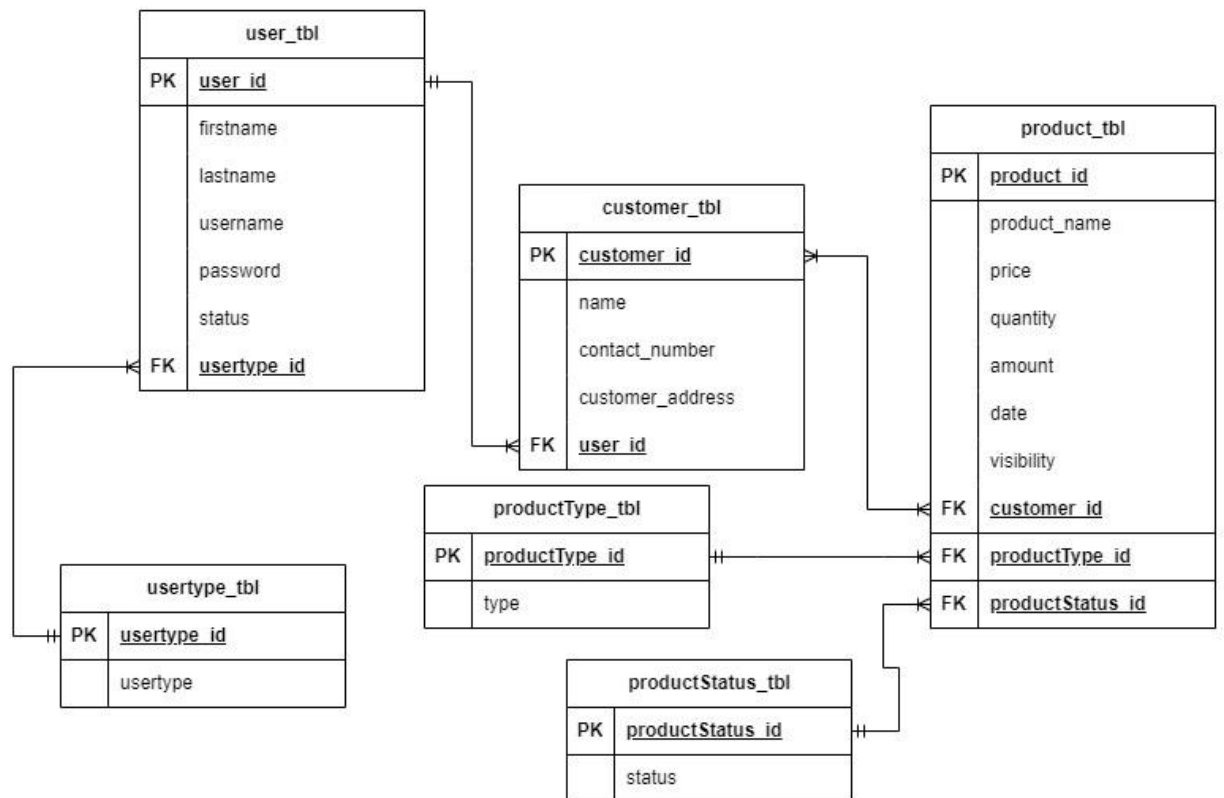 user_tbl
PK user_id
firstname
lastname
username
password
status
FK usertype_id
customer_tbl
PK customer_id
name
contact_number
customer_address
FK user_id
product_tbl
PK product_id
product_name
price
quantity
amount
date
visibility
FK customer_id
FK productType_id
FK productStatus_id
productType_tbl
PK productType_id
type
usertype_tbl
PK usertype_id
usertype
productStatus_tbl
PK productStatus_id
status